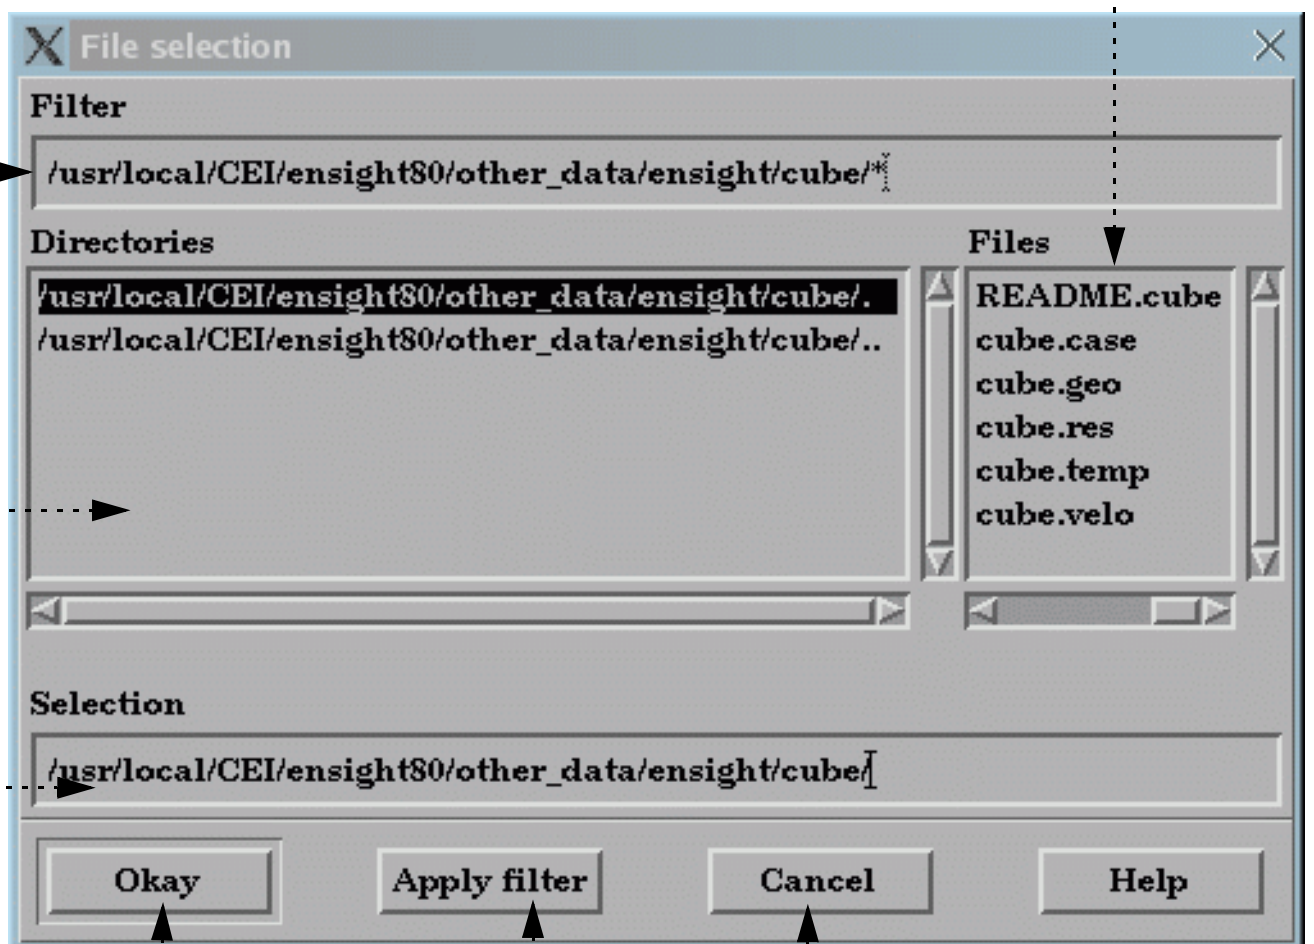 File selection
Filter
/usr/local/CEI/ensight80/other_data/ensight/cube/*
Directories
/usr/local/CEI/ensight80/other_data/ensight/cube/.
/usr/local/CEI/ensight80/other_data/ensight/cube/..
Files
README.cube
cube.case
cube.geo
cube.res
cube.temp
cube.velo
Selection
/usr/local/CEI/ensight80/other_data/ensight/cube/
Okay
Apply filter
Cancel
Help